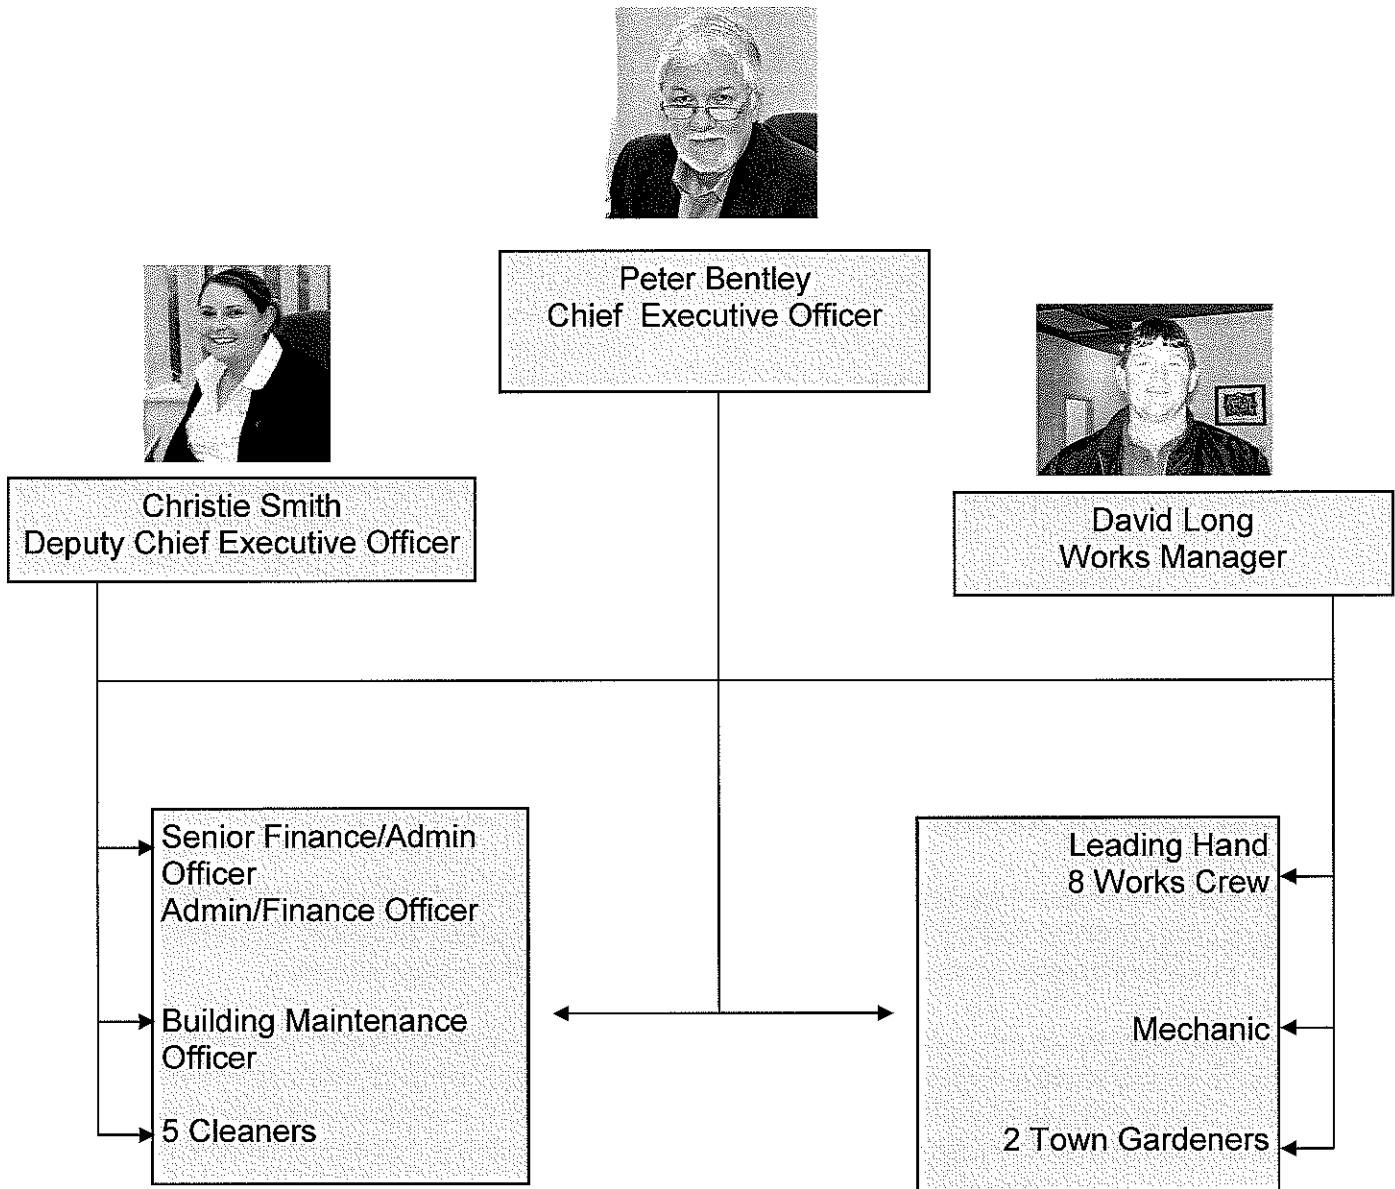 Peter Bentley
Chief Executive Officer
Christie Smith
Deputy Chief Executive Officer
David Long
Works Manager
Senior Finance/Admin
Officer
Admin/Finance Officer
Building Maintenance
Officer
5 Cleaners
Leading Hand
8 Works Crew
Mechanic
2 Town Gardeners